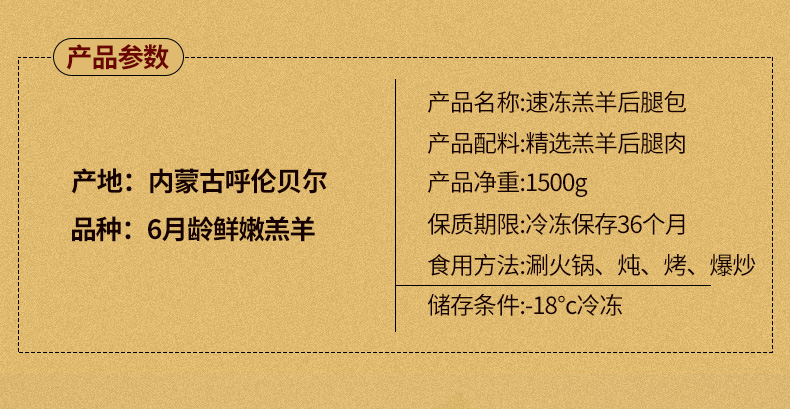 产品参数
产地：内蒙古呼伦贝尔
品种：6月龄鲜嫩羔羊
产品名称:速冻羔羊后腿包
产品配料:精选羔羊后腿肉
产品净重:1500g
保质期限:冷冻保存36个月
食用方法:涮火锅、炖、烤、爆炒
储存条件:-18°c冷冻